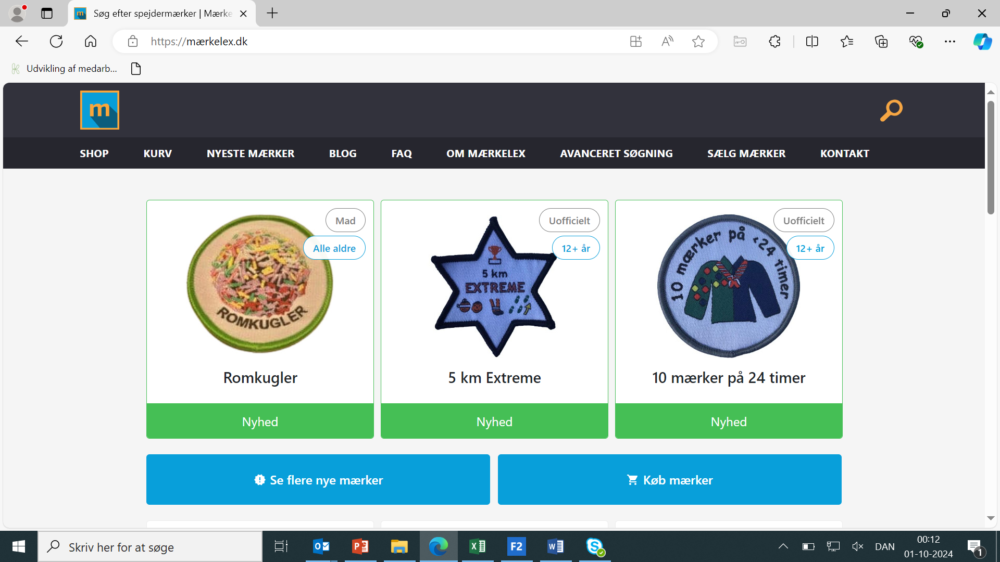 Søg efter spejdermærker | Mærke
https://mærkelex.dk
Udvikling af medarb...
m
SHOP KURV NYESTE MÆRKER BLOG FAQ OM MÆRKELEX AVANCERET SØGNING SÆLG MÆRKER KONTAKT
Mad
Alle aldre
ROMKUGLER
Romkugler
Nyhed
Uofficielt
12+ år
5 km
EXTREME
5 km Extreme
Nyhed
Uofficielt
12+ år
10 mærker på <24 timer
10 mærker på 24 timer
Nyhed
Se flere nye mærker
Køb mærker
Skriv her for at søge
F2
DAN
00:12
01-10-2024
1